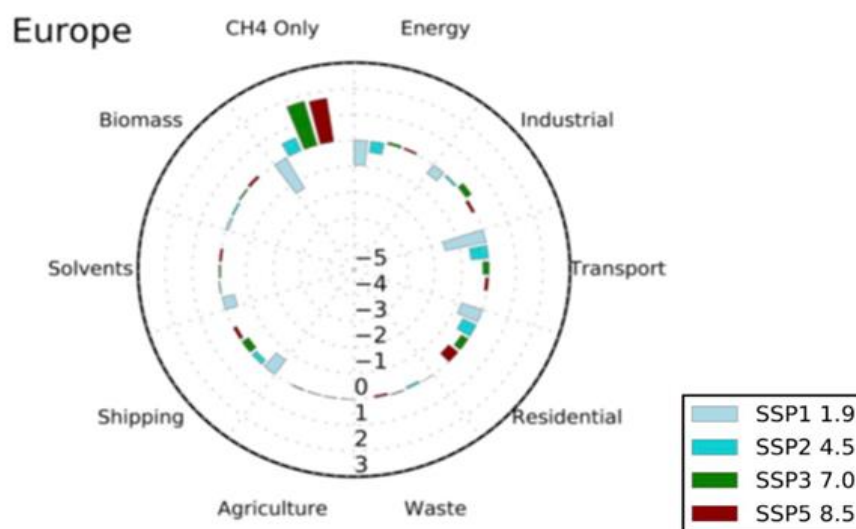 Europe
CH4 Only
Energy
Biomass
Industrial
Solvents
Transport
−5
−4
−3
−2
−1
0
1
2
3
Shipping
Residential
Agriculture
Waste
SSP1 1.9
SSP2 4.5
SSP3 7.0
SSP5 8.5